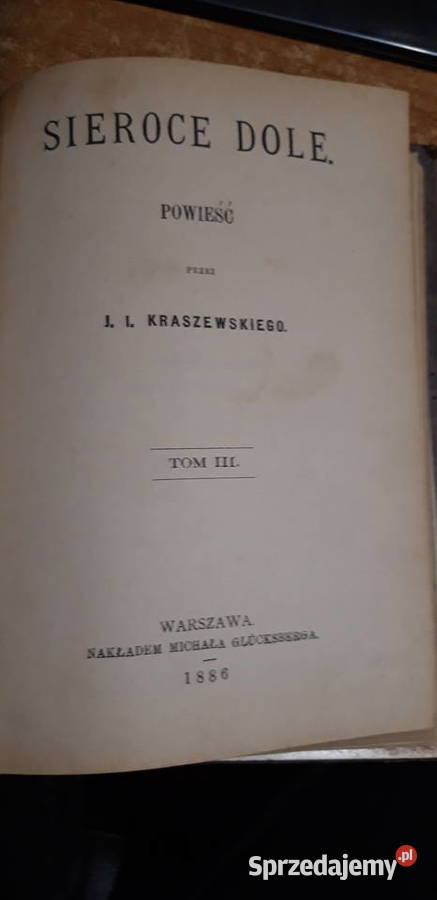 SIEROCE DOLE.
POWIEŚĆ
PRZEZ
J. I. KRASZEWSKIEGO.
TOM III.
WARSZAWA.
NAKŁADEM MICHAŁA GLÜCKSBERGA.
1886
Sprzedajemy.pl